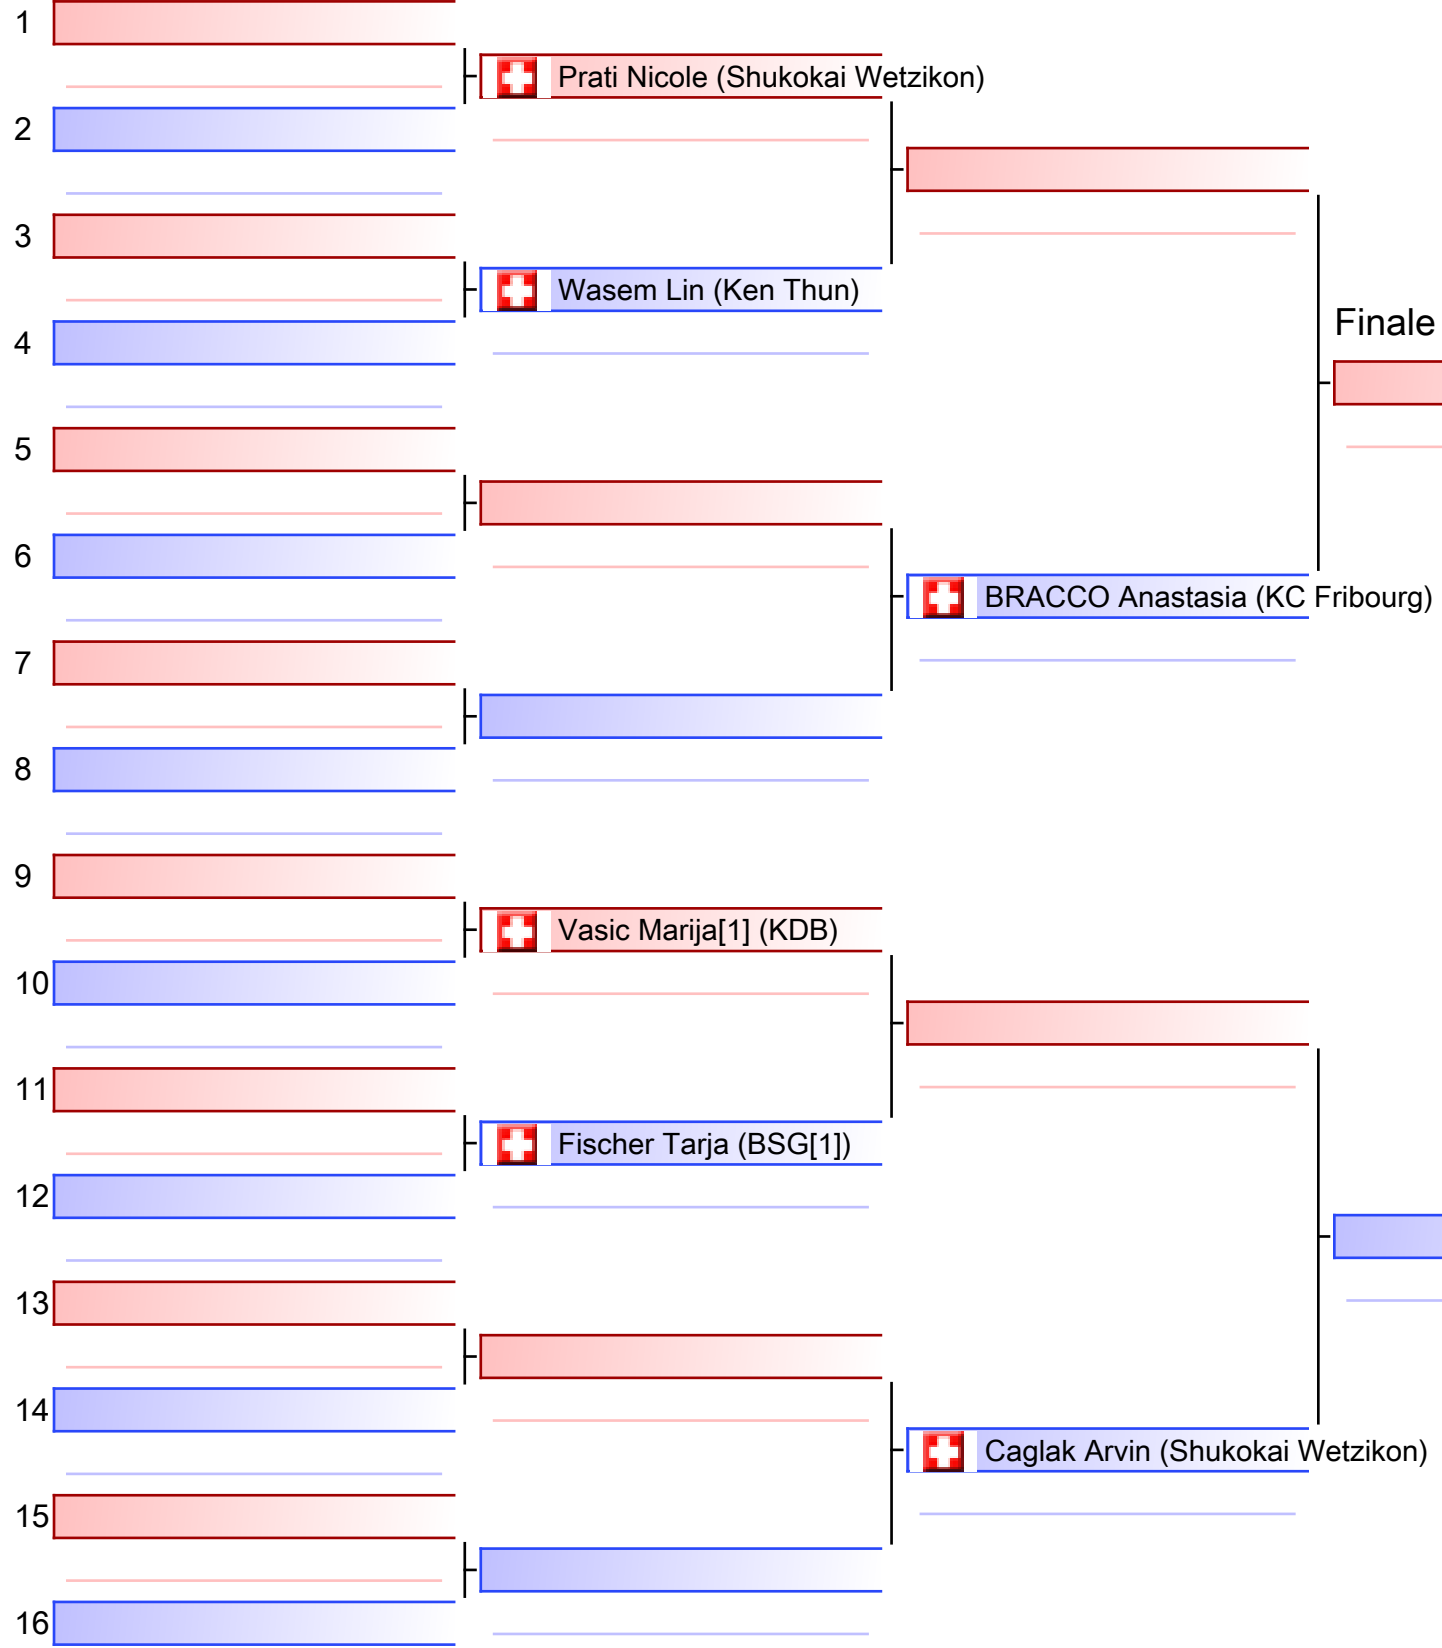 1
Prati Nicole (Shukokai Wetzikon)
2
3
Wasem Lin (Ken Thun)
Finale
4
5
6
BRACCO Anastasia (KC Fribourg)
7
8
9
Vasic Marija[1] (KDB)
10
11
Fischer Tarja (BSG[1])
12
13
14
Caglak Arvin (Shukokai Wetzikon)
15
16